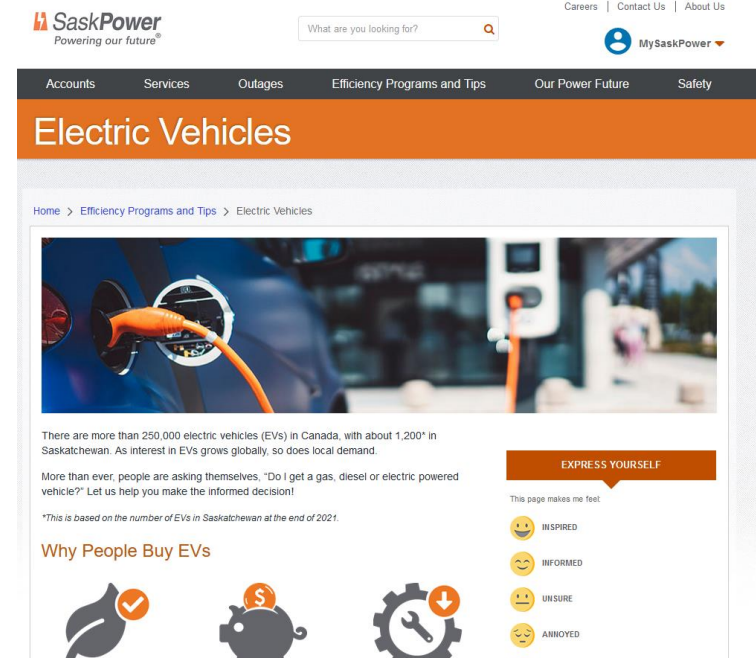 Careers | Contact Us | About Us
SaskPower
Powering our future®
What are you looking for?
MySaskPower
Accounts Services Outages Efficiency Programs and Tips Our Power Future Safety
Electric Vehicles
Home > Efficiency Programs and Tips > Electric Vehicles
There are more than 250,000 electric vehicles (EVs) in Canada, with about 1,200* in
Saskatchewan. As interest in EVs grows globally, so does local demand.
More than ever, people are asking themselves, “Do I get a gas, diesel or electric powered
vehicle?” Let us help you make the informed decision!
*This is based on the number of EVs in Saskatchewan at the end of 2021.
Why People Buy EVs
$
EXPRESS YOURSELF
This page makes me feel:
INSPIRED
INFORMED
UNSURE
ANNOYED